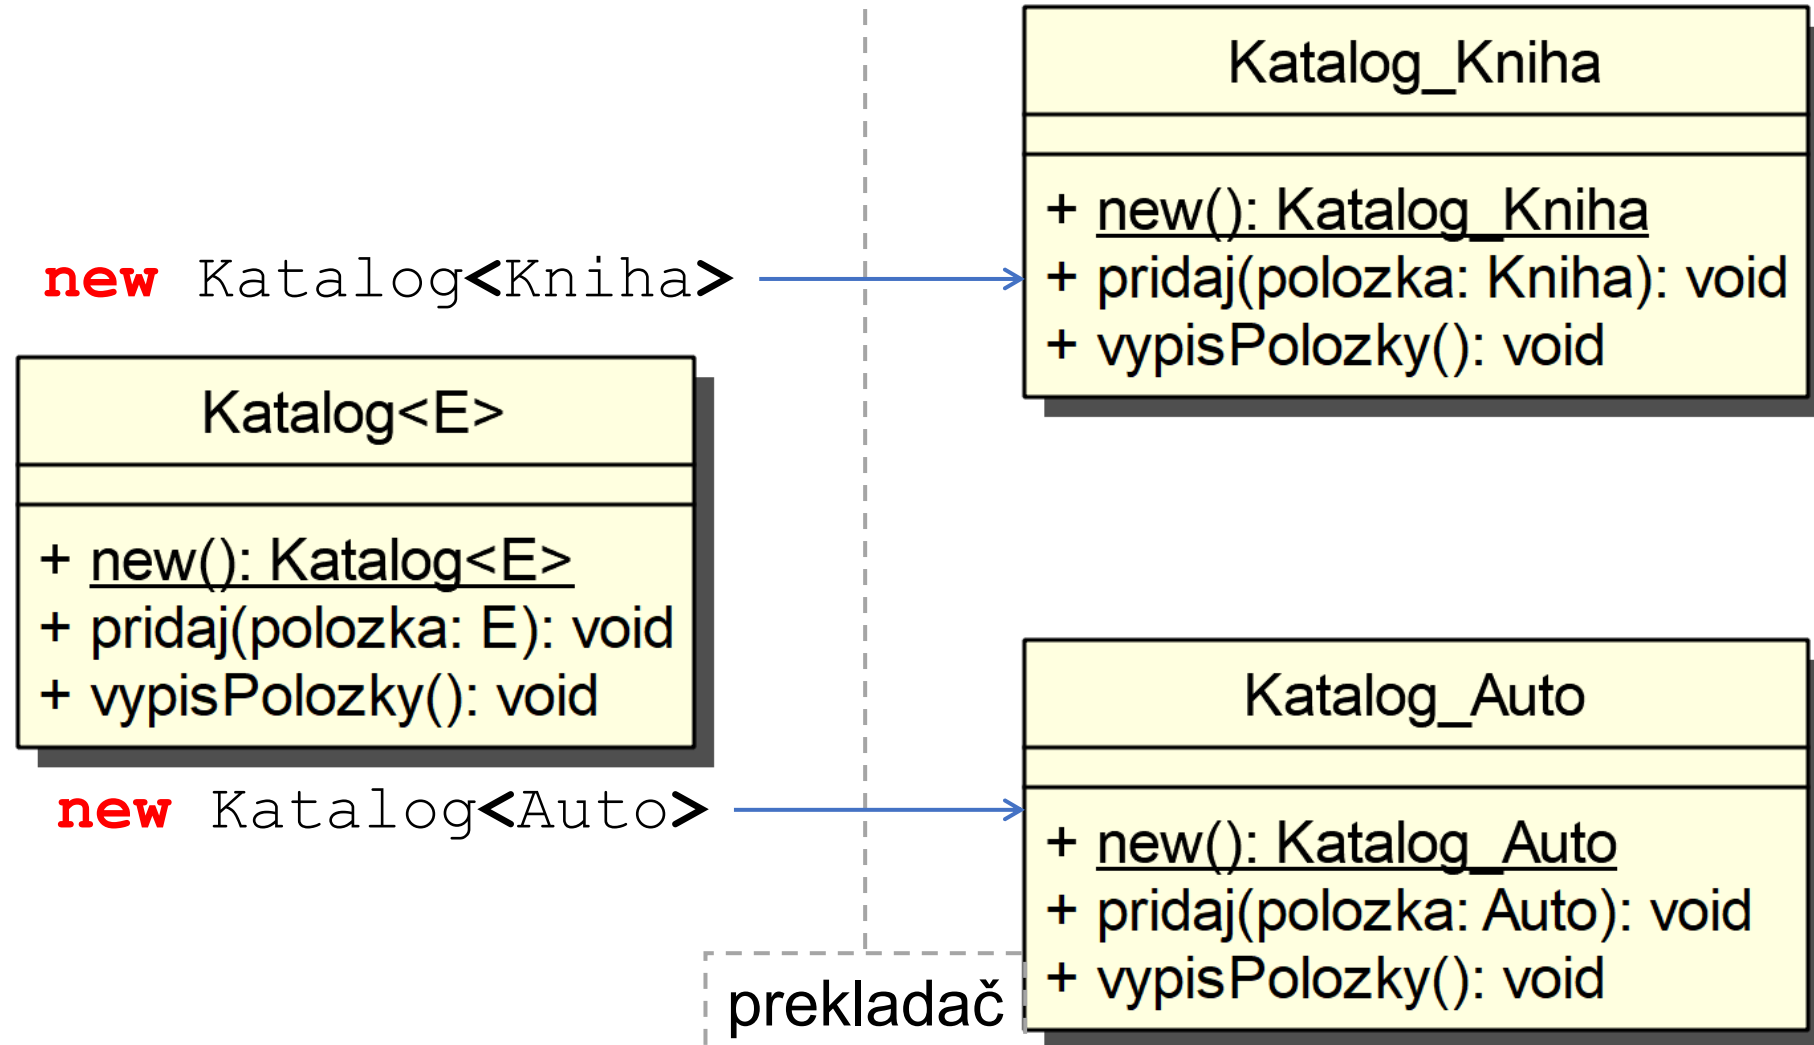 new Katalog<Kniha>
Katalog<E>
+ new(): Katalog<E>
+ pridaj(polozka: E): void
+ vypisPolozky(): void
new Katalog<Auto>
Katalog_Kniha
+ new(): Katalog_Kniha
+ pridaj(polozka: Kniha): void
+ vypisPolozky(): void
Katalog_Auto
+ new(): Katalog_Auto
+ pridaj(polozka: Auto): void
+ vypisPolozky(): void
prekladač